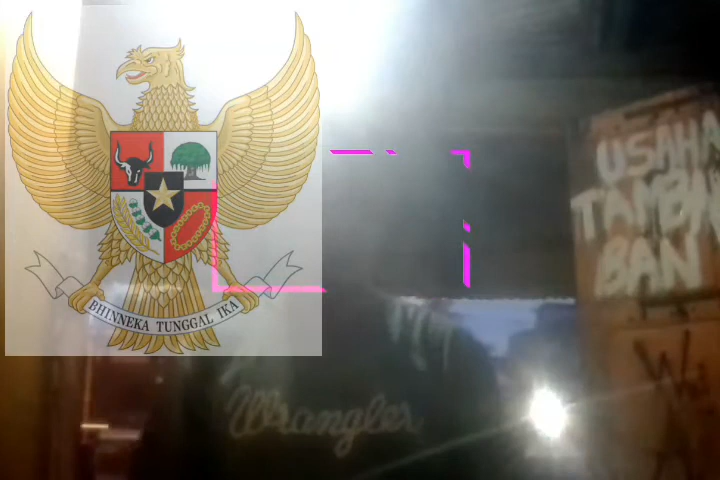 BHINNEKA TUNGGAL IKA
USAHA
TAMBAL
BAN
Wrangler